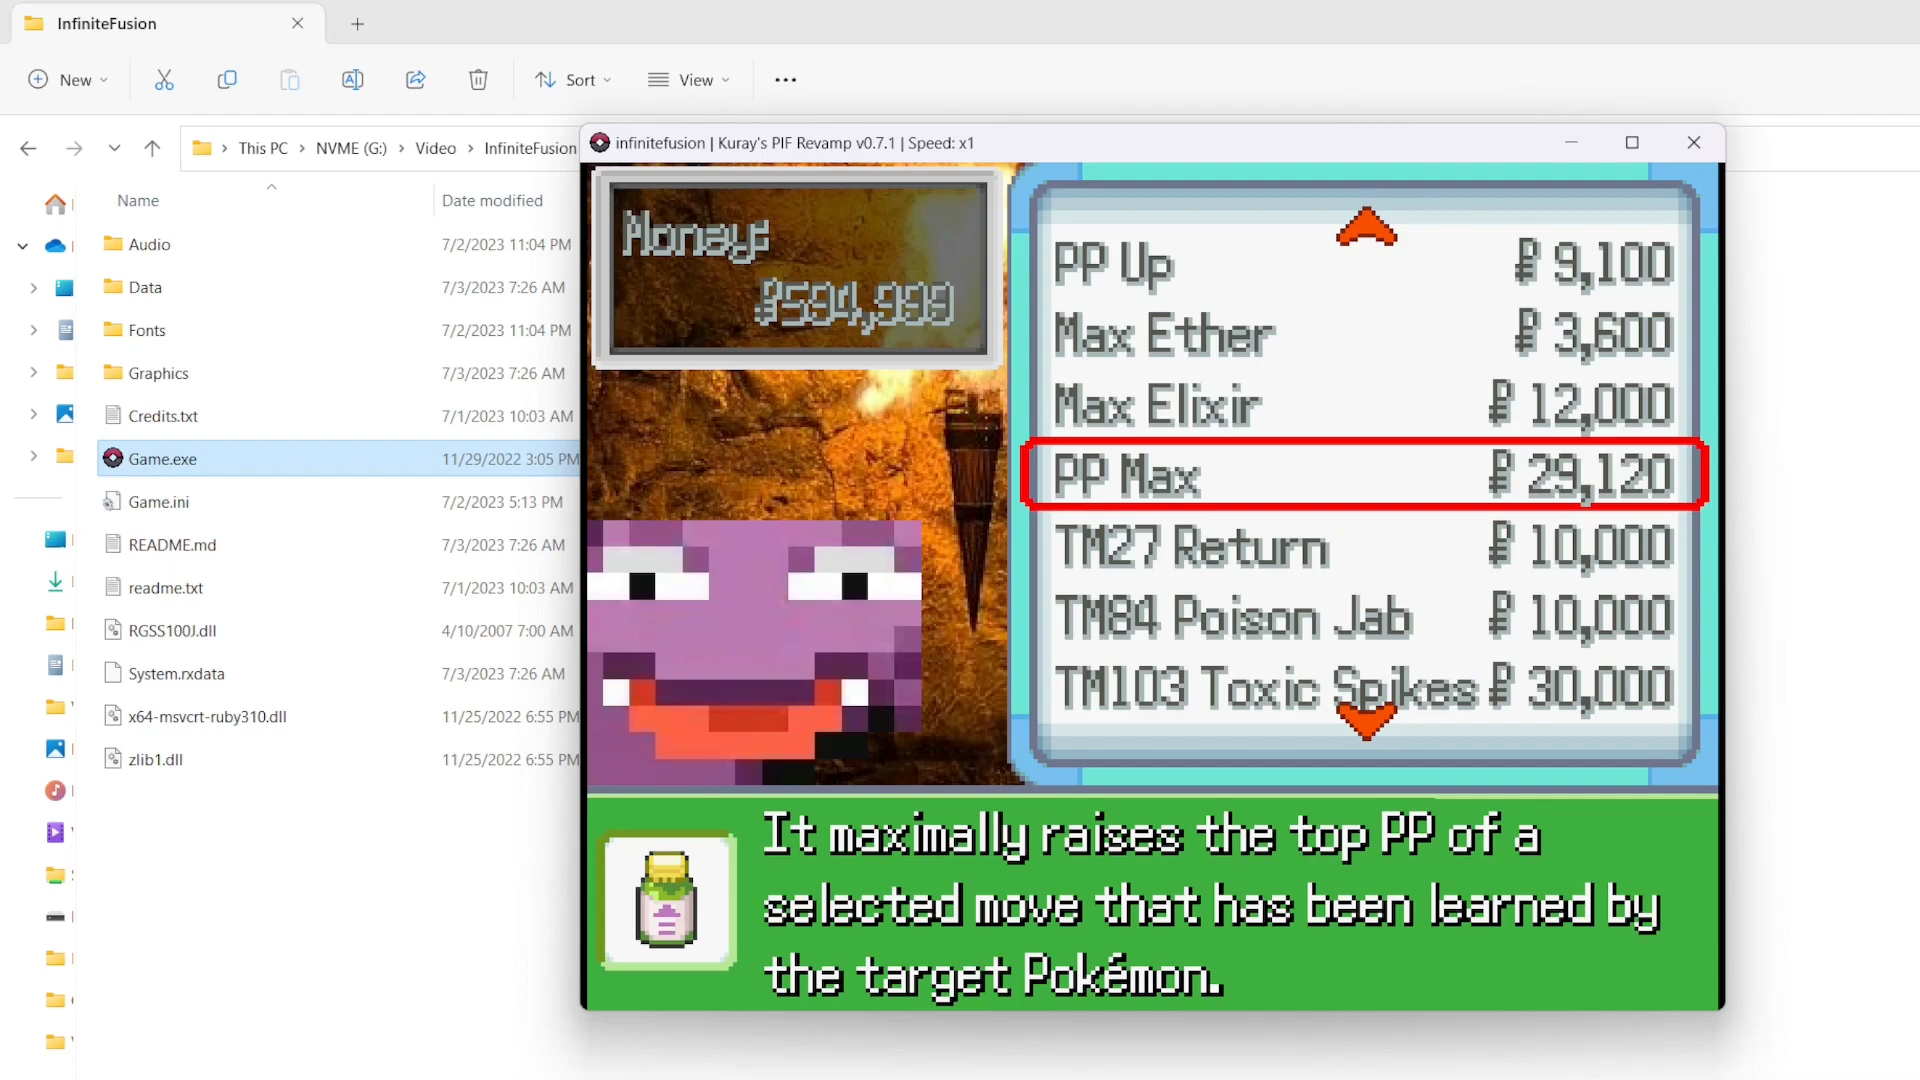 InfiniteFusion
New
Sort
View
This PC > NVME (G:) > Video > InfiniteFusion
infinitefusion | Kuray's PIF Revamp v0.7.1 | Speed: x1
Name Date modified
Audio 7/2/2023 11:04 PM
Data 7/3/2023 7:26 AM
Fonts 7/2/2023 11:04 PM
Graphics 7/3/2023 7:26 AM
Credits.txt 7/1/2023 10:03 AM
Game.exe 11/29/2022 3:05 PM
Game.ini 7/2/2023 5:13 PM
README.md 7/3/2023 7:26 AM
readme.txt 7/1/2023 10:03 AM
RGSS100J.dll 4/10/2007 7:00 AM
System.rxdata 7/3/2023 7:26 AM
x64-msvcrt-ruby310.dll 11/25/2022 6:55 PM
zlib1.dll 11/25/2022 6:55 PM
Money:
₽594,999
PP Up ₽ 9,100
Max Ether ₽ 3,600
Max Elixir ₽ 12,000
PP Max ₽ 29,120
TM27 Return ₽ 10,000
TM84 Poison Jab ₽ 10,000
TM103 Toxic Spikes ₽ 30,000
It maximally raises the top PP of a
selected move that has been learned by
the target Pokémon.